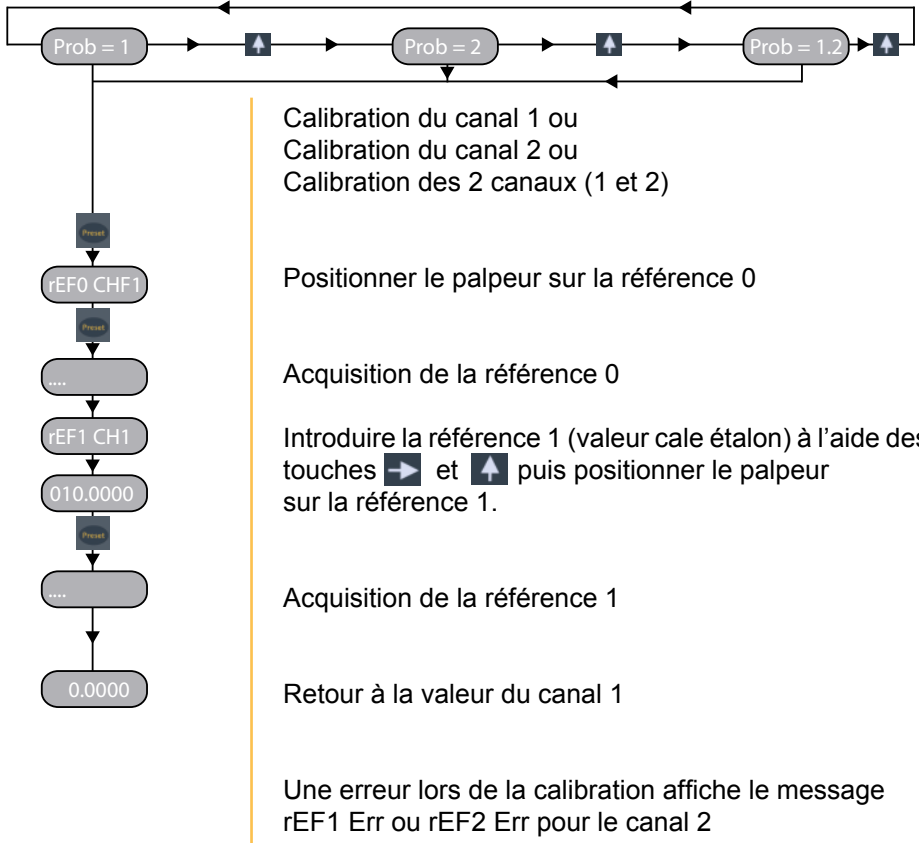 Prob = 1
Prob = 2
Prob = 1.2
Calibration du canal 1 ou
Calibration du canal 2 ou
Calibration des 2 canaux (1 et 2)
Preset
rEF0 CHF1
Positionner le palpeur sur la référence 0
Preset
....
Acquisition de la référence 0
rEF1 CH1
Introduire la référence 1 (valeur cale étalon) à l’aide des
touches et puis positionner le palpeur
sur la référence 1.
010.0000
Preset
....
Acquisition de la référence 1
0.0000
Retour à la valeur du canal 1
Une erreur lors de la calibration affiche le message
rEF1 Err ou rEF2 Err pour le canal 2